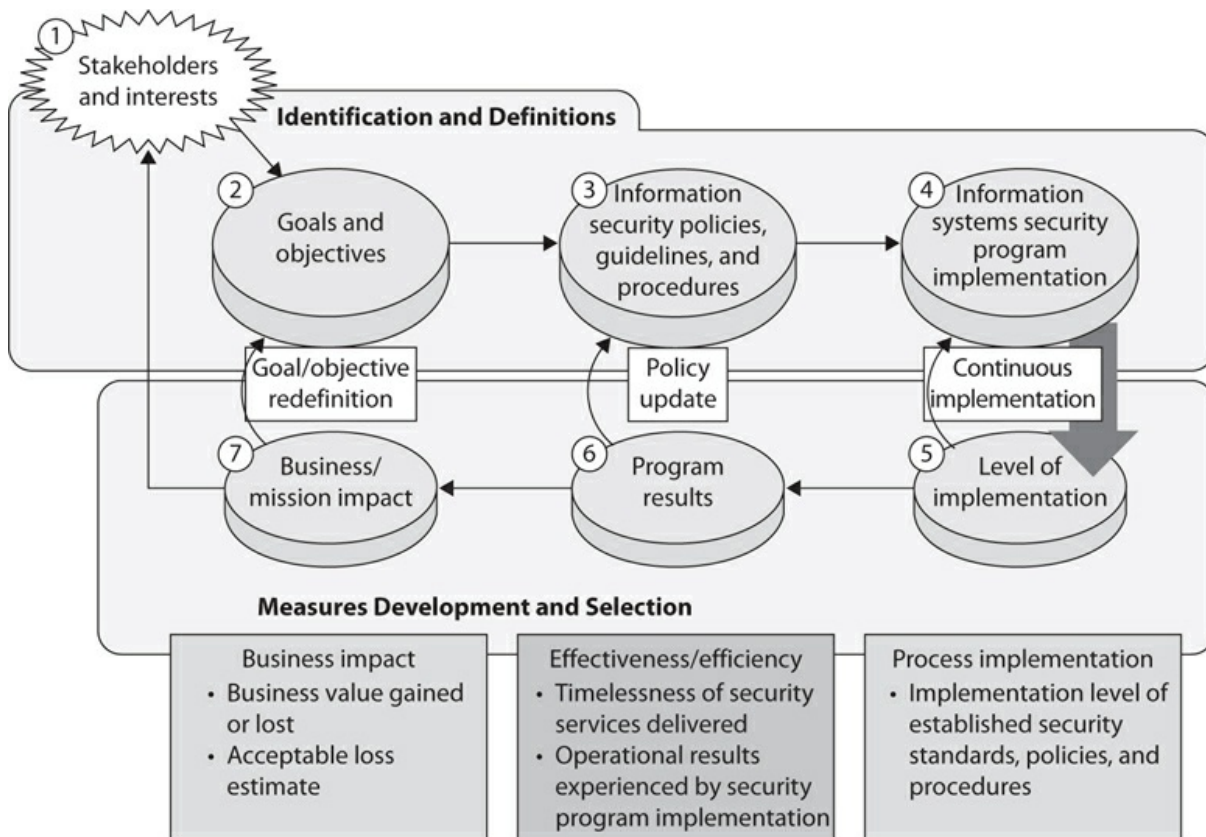 1
Stakeholders
and interests
Identification and Definitions
2
Goals and
objectives
3
Information
security policies,
guidelines, and
procedures
4
Information
systems security
program
implementation
Goal/objective
redefinition
Policy
update
Continuous
implementation
7
Business/
mission impact
6
Program
results
5
Level of
implementation
Measures Development and Selection
Business impact
• Business value gained
or lost
• Acceptable loss
estimate
Effectiveness/efficiency
• Timelessness of security
services delivered
• Operational results
experienced by security
program implementation
Process implementation
• Implementation level of
established security
standards, policies, and
procedures